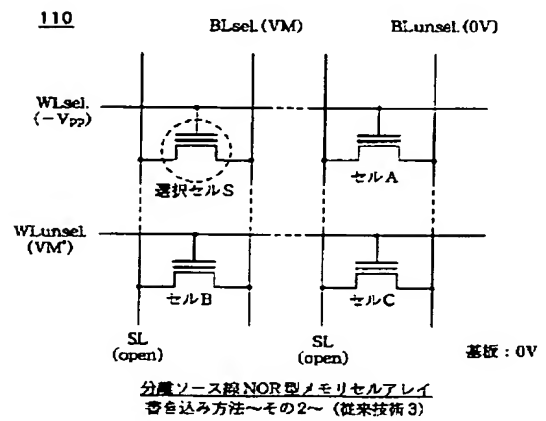 110
BLsel.(VM)
BLunsel.(0V)
WLsel.
(−VPP)
選択セルS
セルA
WLunsel.
(VM*)
セルB
セルC
SL
(open)
SL
(open)
基板：0V
分離ソース線NOR型メモリセルアレイ
書き込み方法～その2～（従来技術3）